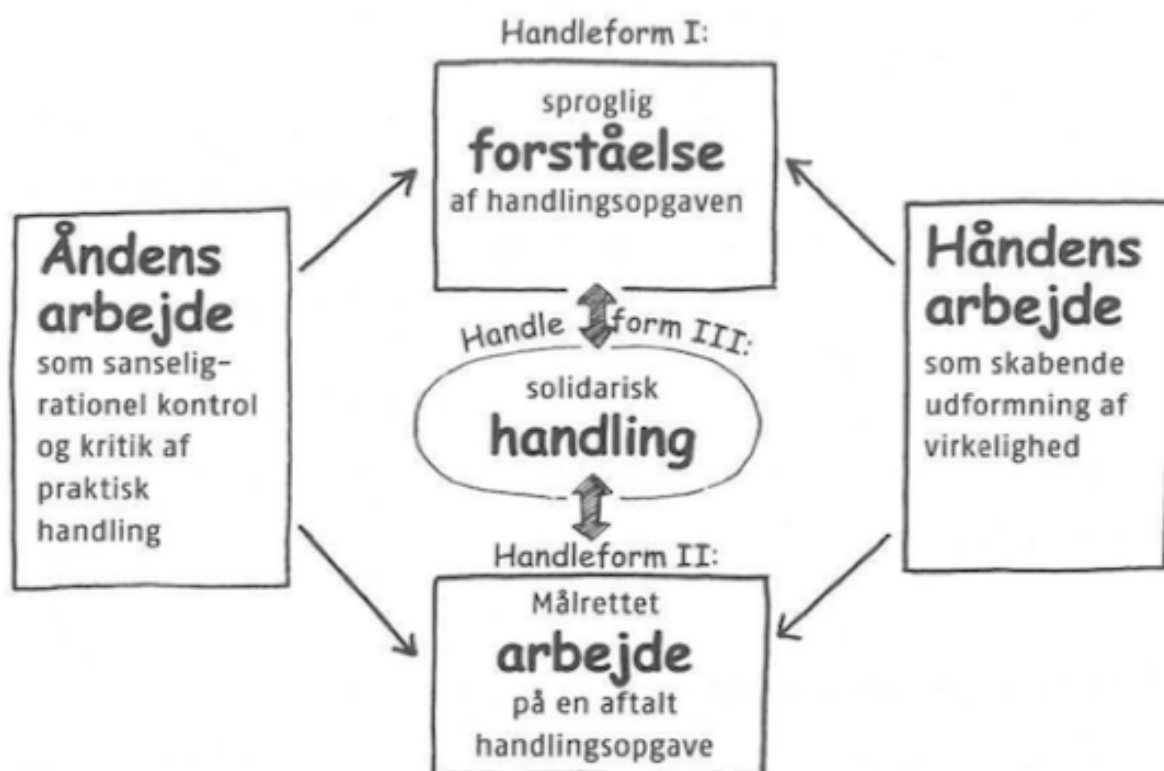 Handleform I:
sproglig
forståelse
af handlingsopgaven
Åndens
arbejde
som sanselig-
rationel kontrol
og kritik af
praktisk
handling
Handle form III:
solidarisk
handling
Håndens
arbejde
som skabende
udformning af
virkelighed
Handleform II:
Målrettet
arbejde
på en aftalt
handlingsopgave